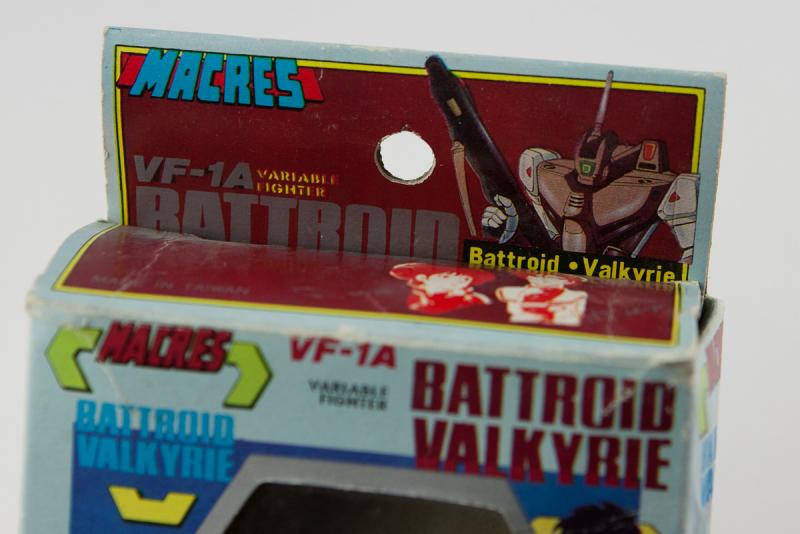 MACRES
VF-1A VARIABLE
FIGHTER
BATTROID
Battroid • Valkyrie
MADE IN TAIWAN
MACRES
VF-1A
VARIABLE
FIGHTER
BATTROID
VALKYRIE
BATTROID
VALKYRIE